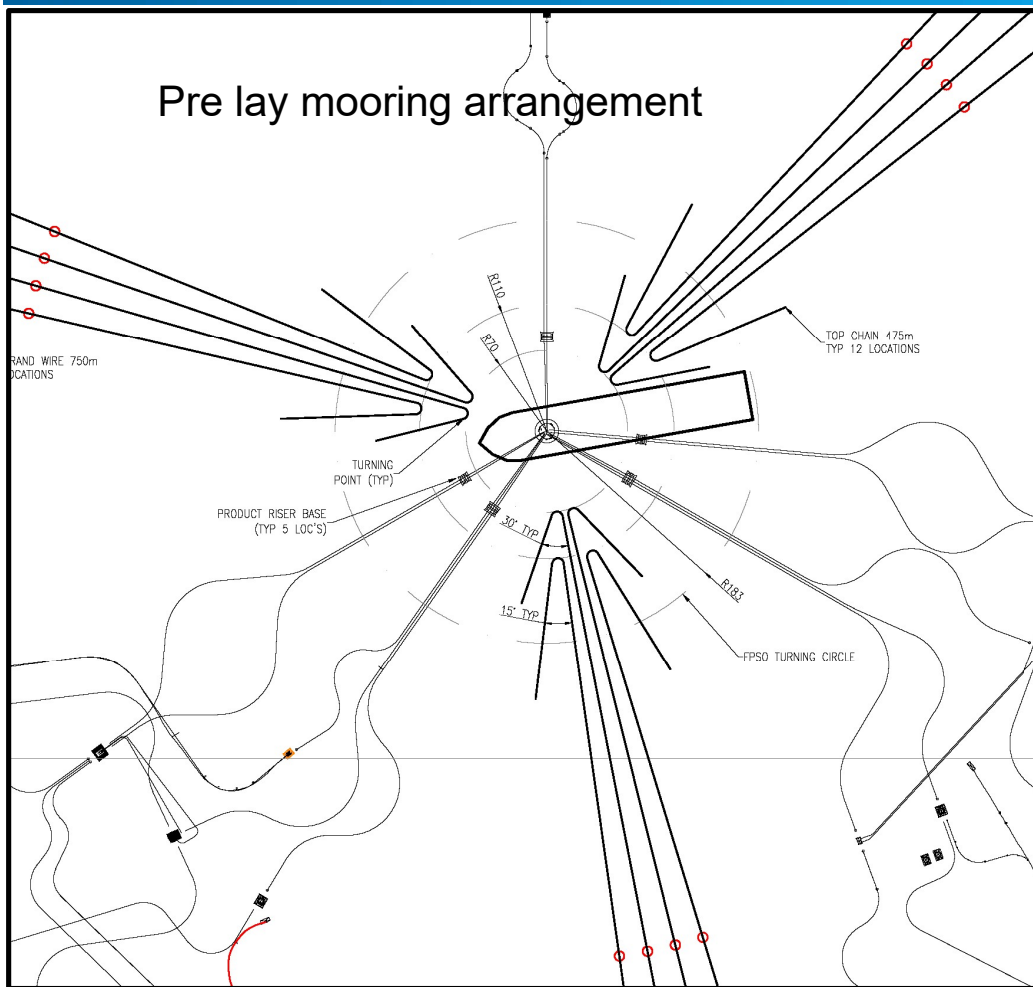 Pre lay mooring arrangement
R110
R70
TOP CHAIN 475m
TYP 12 LOCATIONS
RAND WIRE 750m
OCATIONS
TURNING
POINT (TYP)
PRODUCT RISER BASE
(TYP 5 LOC'S)
30° TYP
R183
15° TYP
FPSO TURNING CIRCLE